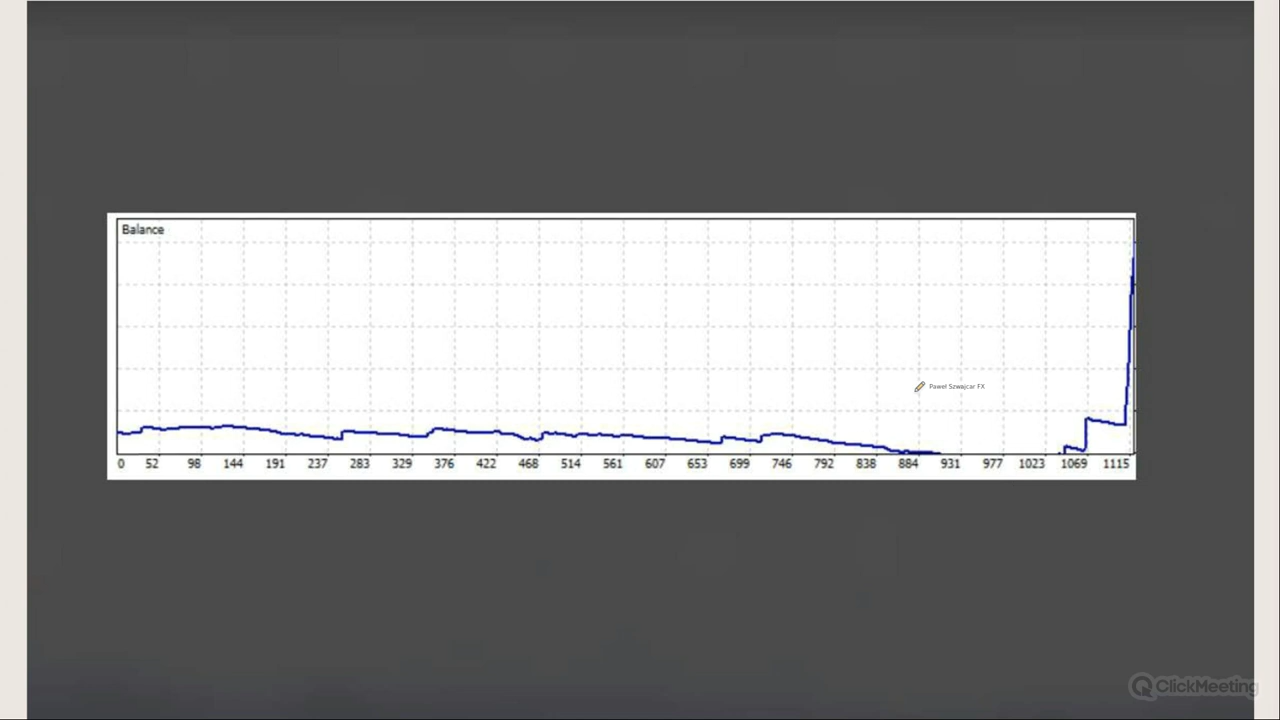 Balance
Paweł Szwajcar FX
0 52 98 144 191 237 283 329 376 422 468 514 561 607 653 699 746 792 838 884 931 977 1023 1069 1115
ClickMeeting